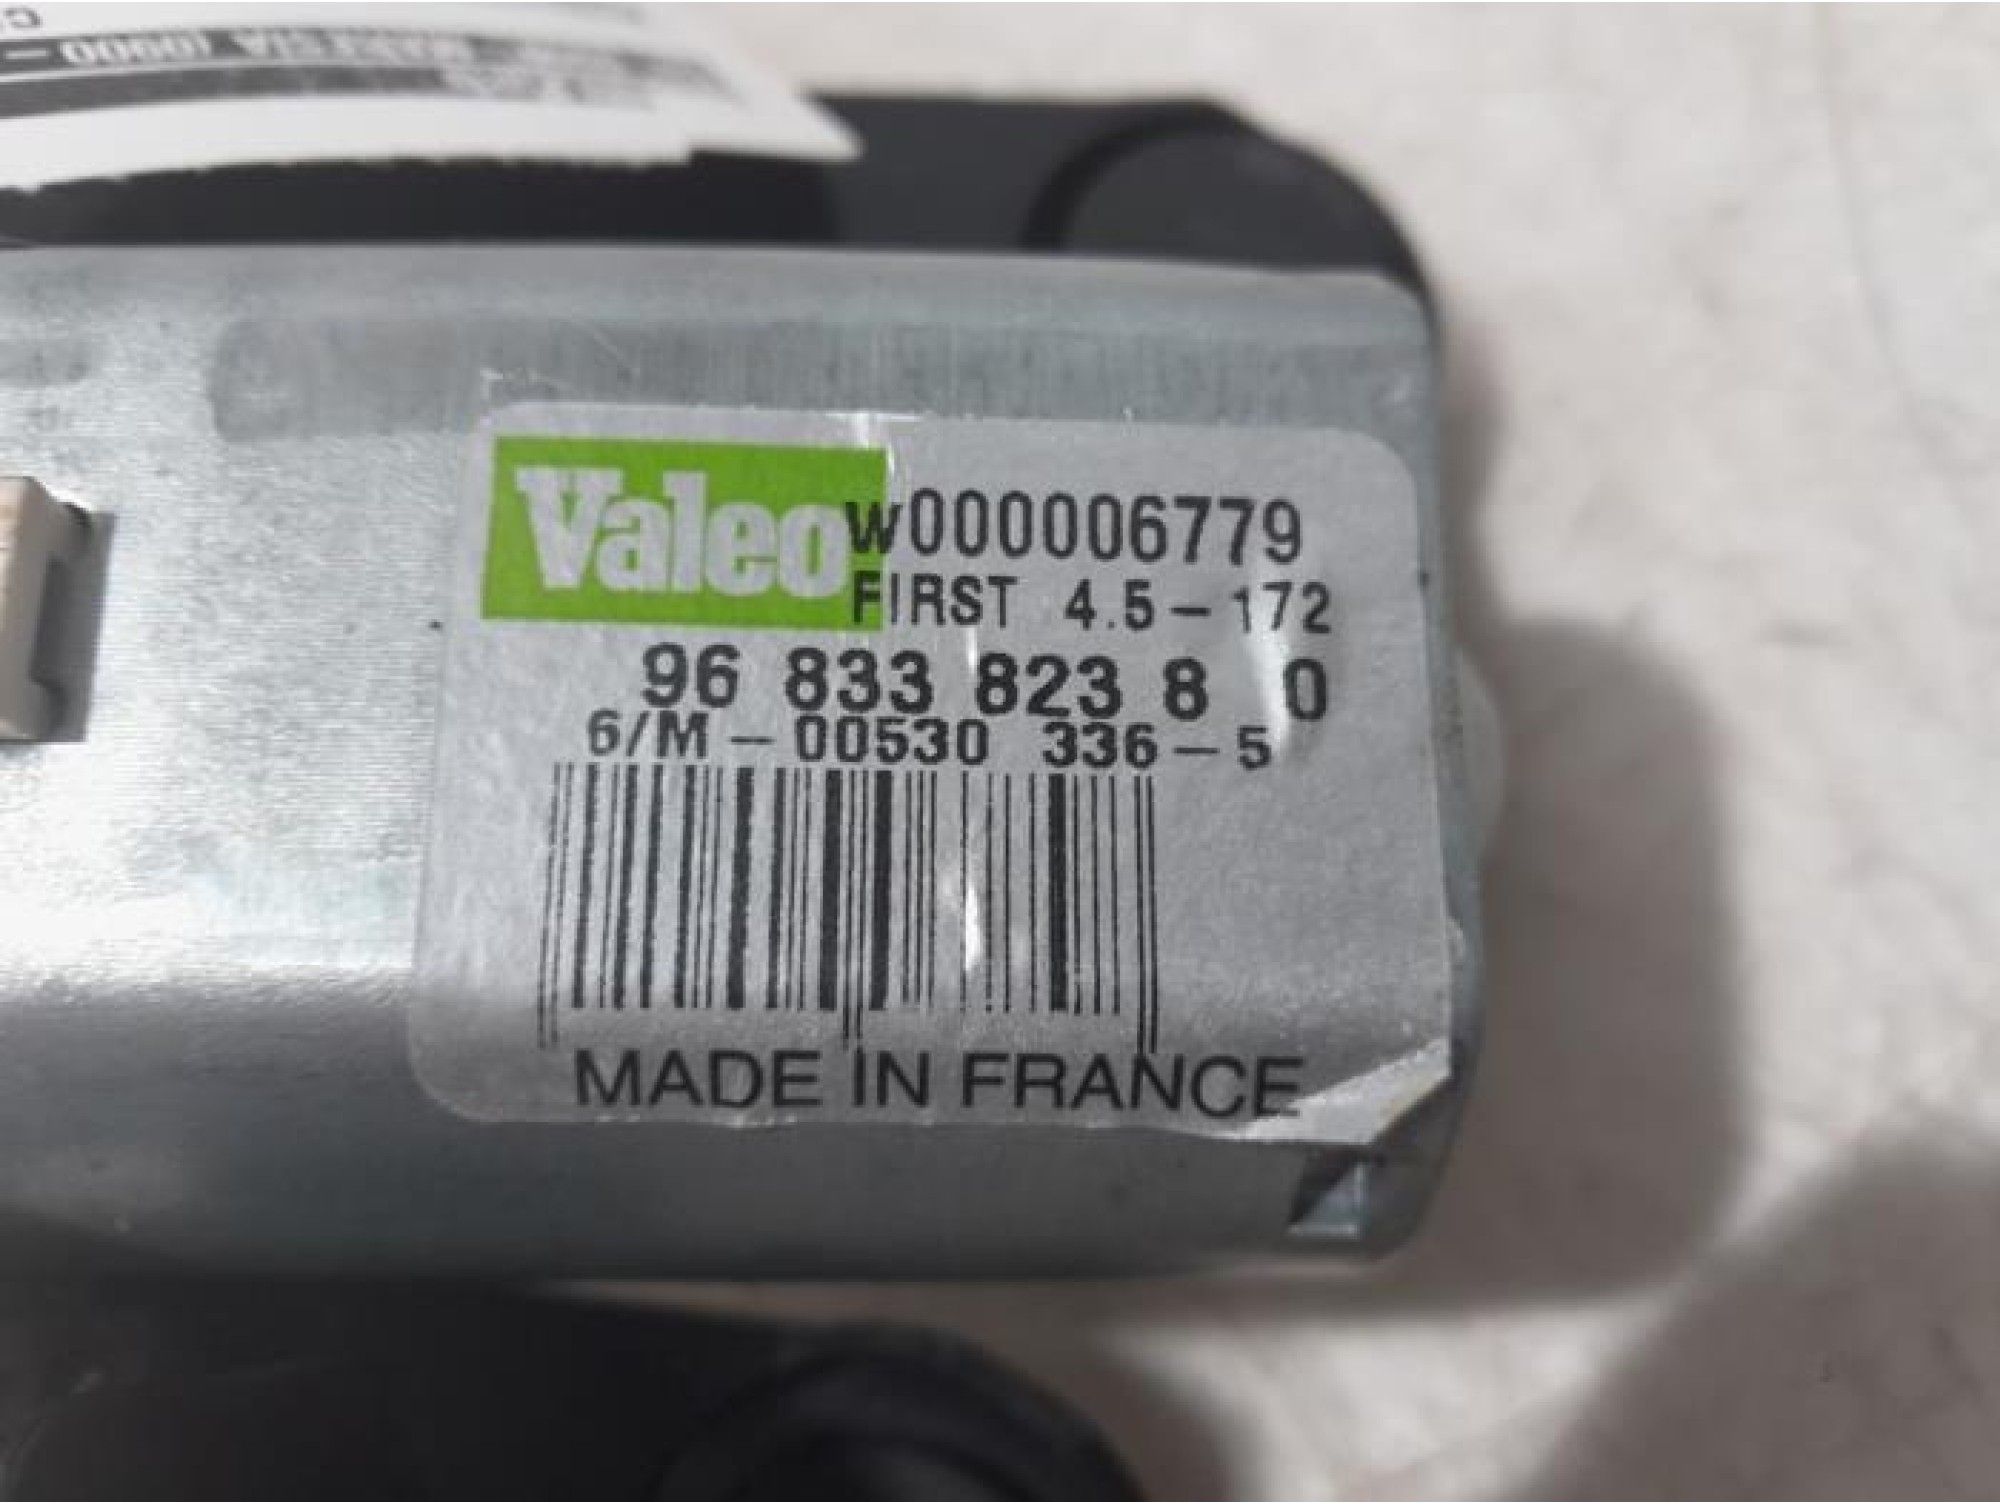 Valeo
W000006779
FIRST 4.5-172
96 833 823 8 0
6/M-00530 336-5
MADE IN FRANCE